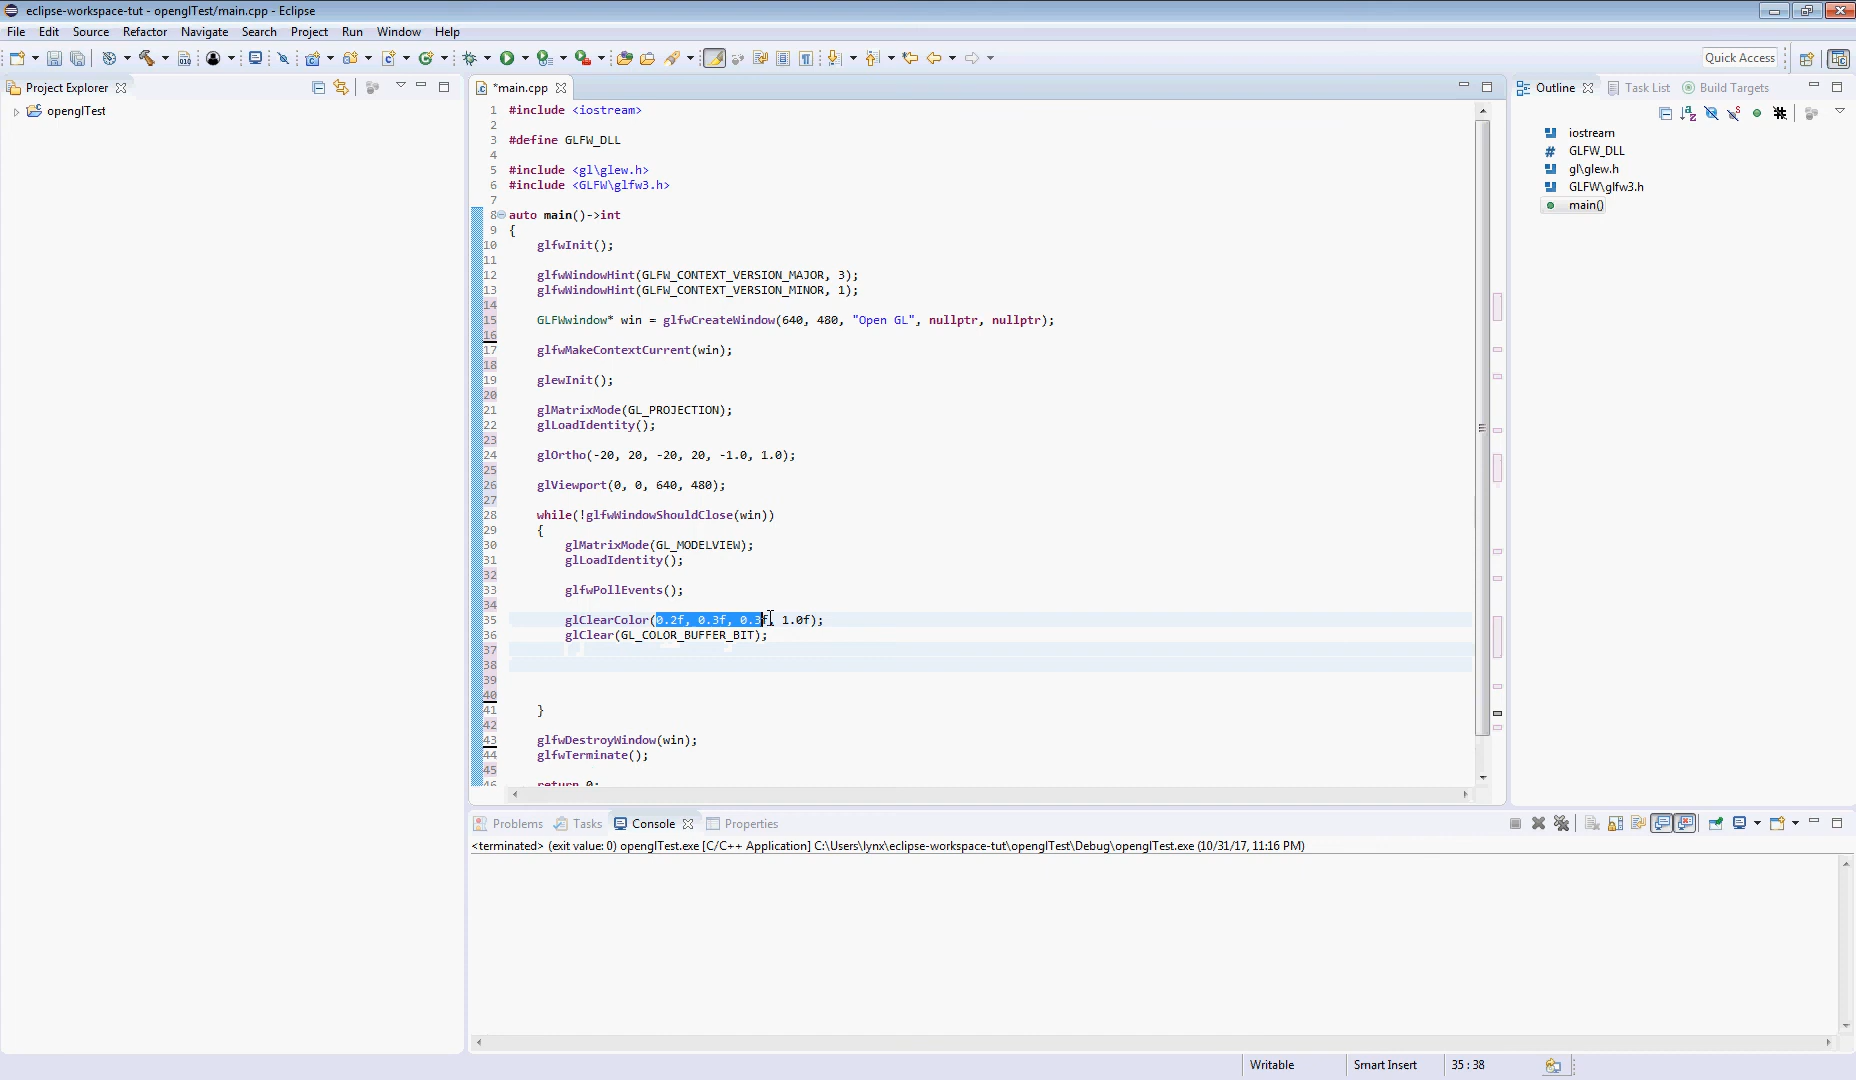 eclipse-workspace-tut - openglTest/main.cpp - Eclipse
File Edit Source Refactor Navigate Search Project Run Window Help
Quick Access
Project Explorer
openglTest
*main.cpp
1 #include <iostream>
2
3 #define GLFW_DLL
4
5 #include <gl\glew.h>
6 #include <GLFW\glfw3.h>
7
8 auto main()->int
9 {
10 glfwInit();
11
12 glfwWindowHint(GLFW_CONTEXT_VERSION_MAJOR, 3);
13 glfwWindowHint(GLFW_CONTEXT_VERSION_MINOR, 1);
14
15 GLFWwindow* win = glfwCreateWindow(640, 480, "Open GL", nullptr, nullptr);
16
17 glfwMakeContextCurrent(win);
18
19 glewInit();
20
21 glMatrixMode(GL_PROJECTION);
22 glLoadIdentity();
23
24 glOrtho(-20, 20, -20, 20, -1.0, 1.0);
25
26 glViewport(0, 0, 640, 480);
27
28 while(!glfwWindowShouldClose(win))
29 {
30 glMatrixMode(GL_MODELVIEW);
31 glLoadIdentity();
32
33 glfwPollEvents();
34
35 glClearColor(0.2f, 0.3f, 0.3f, 1.0f);
36 glClear(GL_COLOR_BUFFER_BIT);
37
38
39
40
41 }
42
43 glfwDestroyWindow(win);
44 glfwTerminate();
45
46 return 0;
Outline Task List Build Targets
iostream
GLFW_DLL
gl\glew.h
GLFW\glfw3.h
main()
Problems Tasks Console Properties
<terminated> (exit value: 0) openglTest.exe [C/C++ Application] C:\Users\lynx\eclipse-workspace-tut\openglTest\Debug\openglTest.exe (10/31/17, 11:16 PM)
Writable Smart Insert 35 : 38